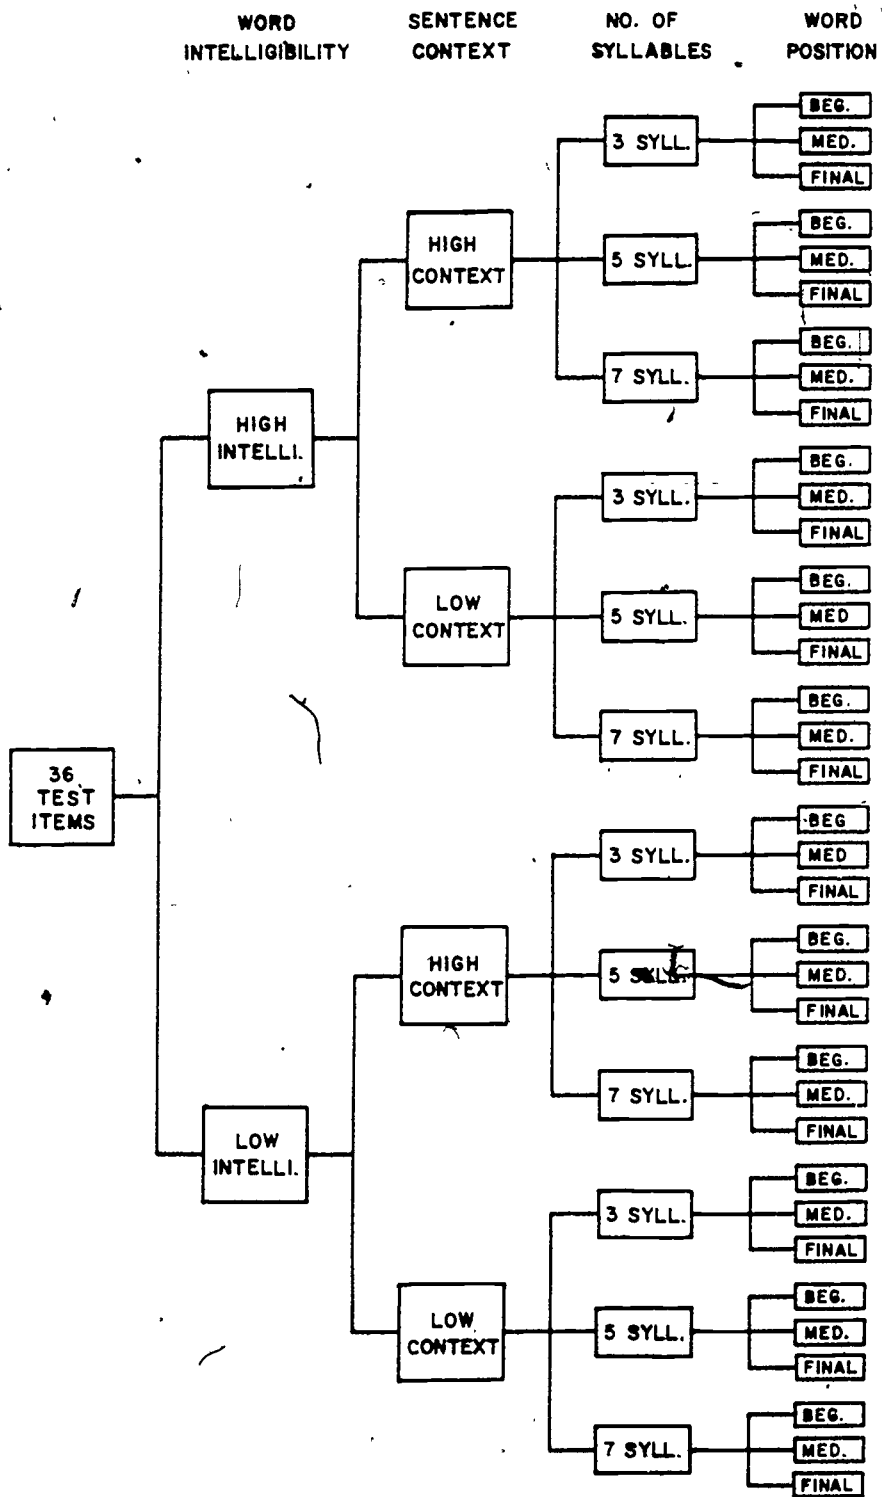 WORD INTELLIGIBILITY
SENTENCE CONTEXT
NO. OF SYLLABLES
WORD POSITION
36 TEST ITEMS
HIGH INTELLI.
HIGH CONTEXT
3 SYLL.
BEG.
MED.
FINAL
5 SYLL.
BEG.
MED.
FINAL
7 SYLL.
BEG.
MED.
FINAL
LOW CONTEXT
3 SYLL.
BEG.
MED.
FINAL
5 SYLL.
BEG.
MED
FINAL
7 SYLL.
BEG.
MED.
FINAL
LOW INTELLI.
HIGH CONTEXT
3 SYLL.
BEG
MED
FINAL
5
BEG.
MED.
FINAL
7 SYLL.
BEG.
MED.
FINAL
LOW CONTEXT
3 SYLL.
BEG.
MED.
FINAL
5 SYLL.
BEG.
MED.
FINAL
7 SYLL.
BEG.
MED.
FINAL